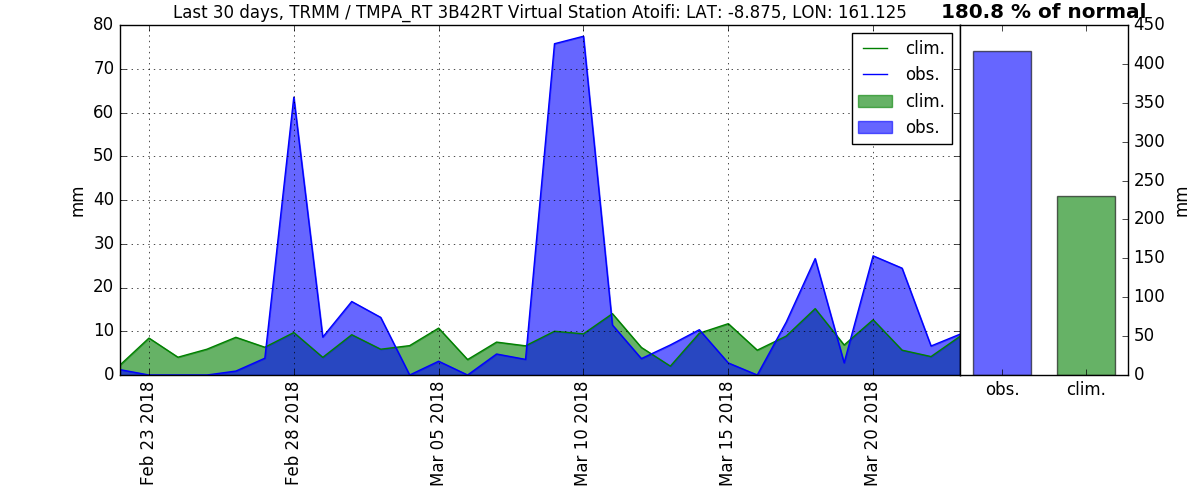 Last 30 days, TRMM / TMPA_RT 3B42RT Virtual Station Atoifi: LAT: -8.875, LON: 161.125
180.8 % of normal
80
70
60
50
40
30
20
10
0
mm
clim.
obs.
clim.
obs.
450
400
350
300
250
200
150
100
50
0
mm
Feb 23 2018
Feb 28 2018
Mar 05 2018
Mar 10 2018
Mar 15 2018
Mar 20 2018
obs.
clim.